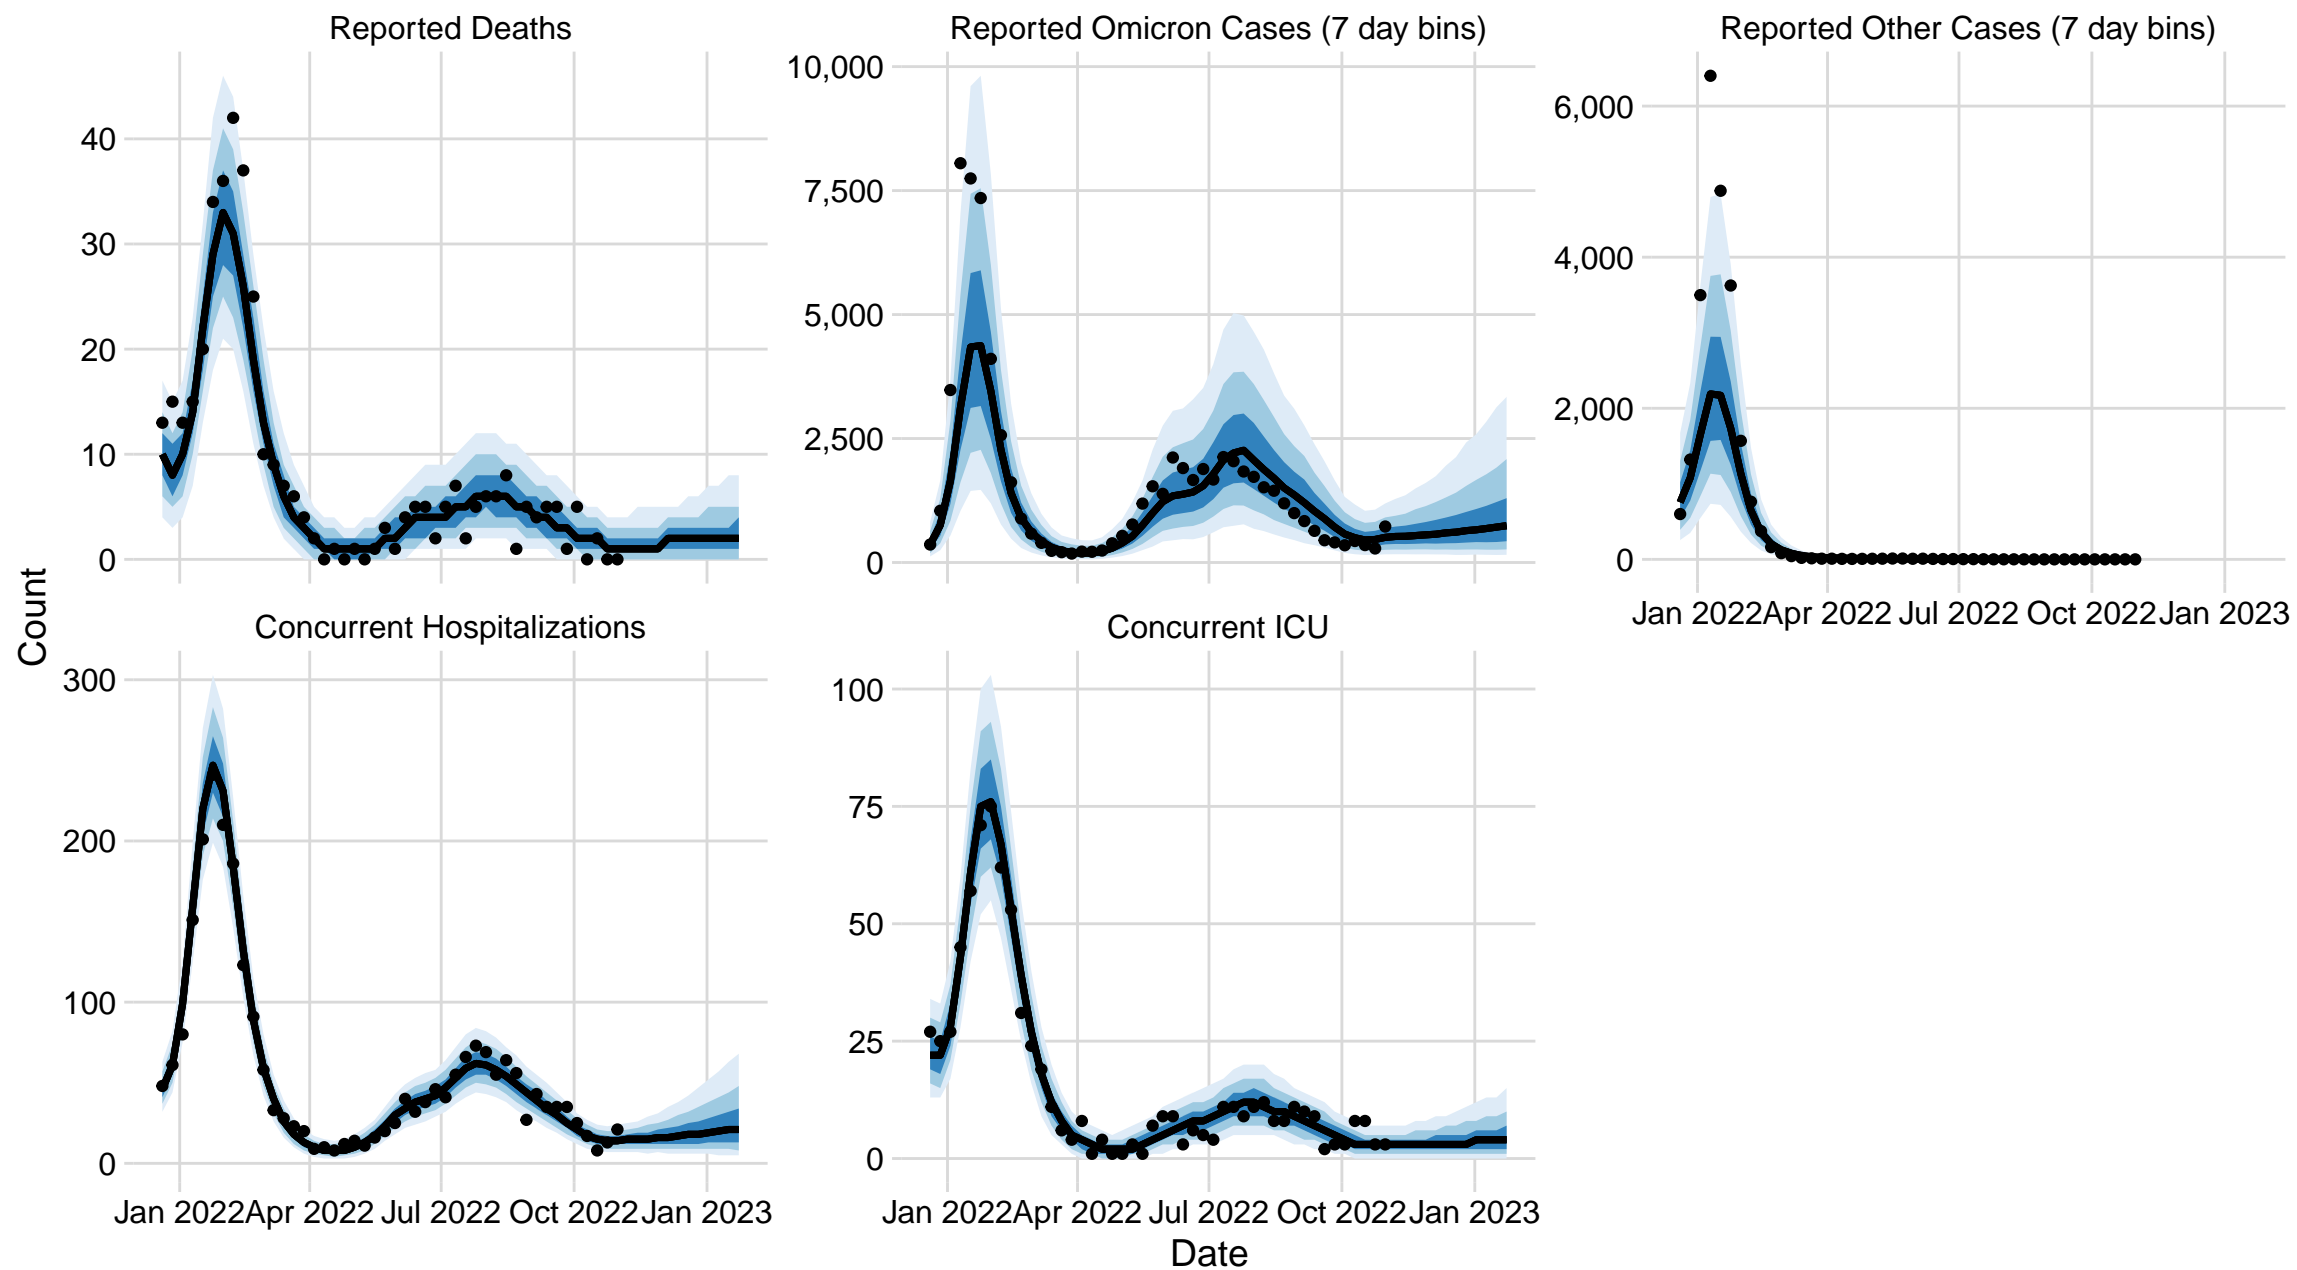 Reported Deaths
Reported Omicron Cases (7 day bins)
Reported Other Cases (7 day bins)
40
30
20
10
0
10,000
7,500
5,000
2,500
0
6,000
4,000
2,000
0
Jan 2022 Apr 2022 Jul 2022 Oct 2022 Jan 2023
Count
Concurrent Hospitalizations
Concurrent ICU
300
200
100
0
100
75
50
25
0
Jan 2022 Apr 2022 Jul 2022 Oct 2022 Jan 2023
Jan 2022 Apr 2022 Jul 2022 Oct 2022 Jan 2023
Date